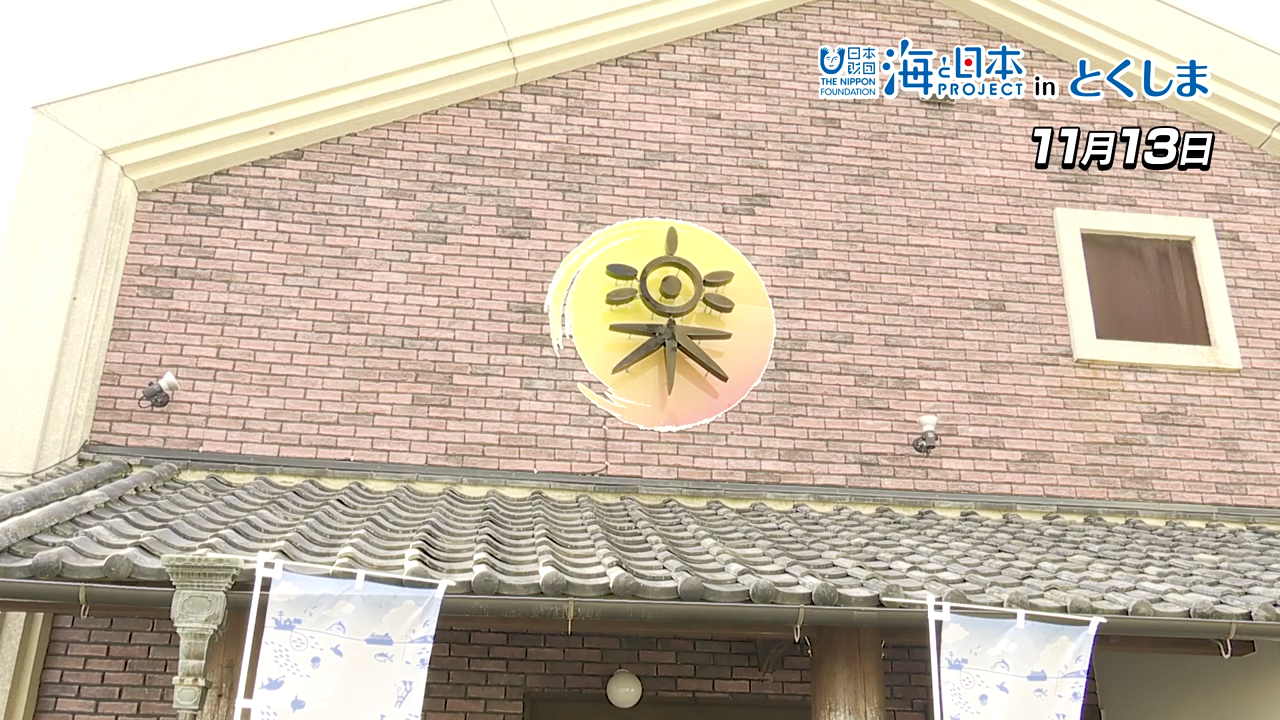 日本財団
THE NIPPON FOUNDATION
海と日本 PROJECT in とくしま
11月13日
楽